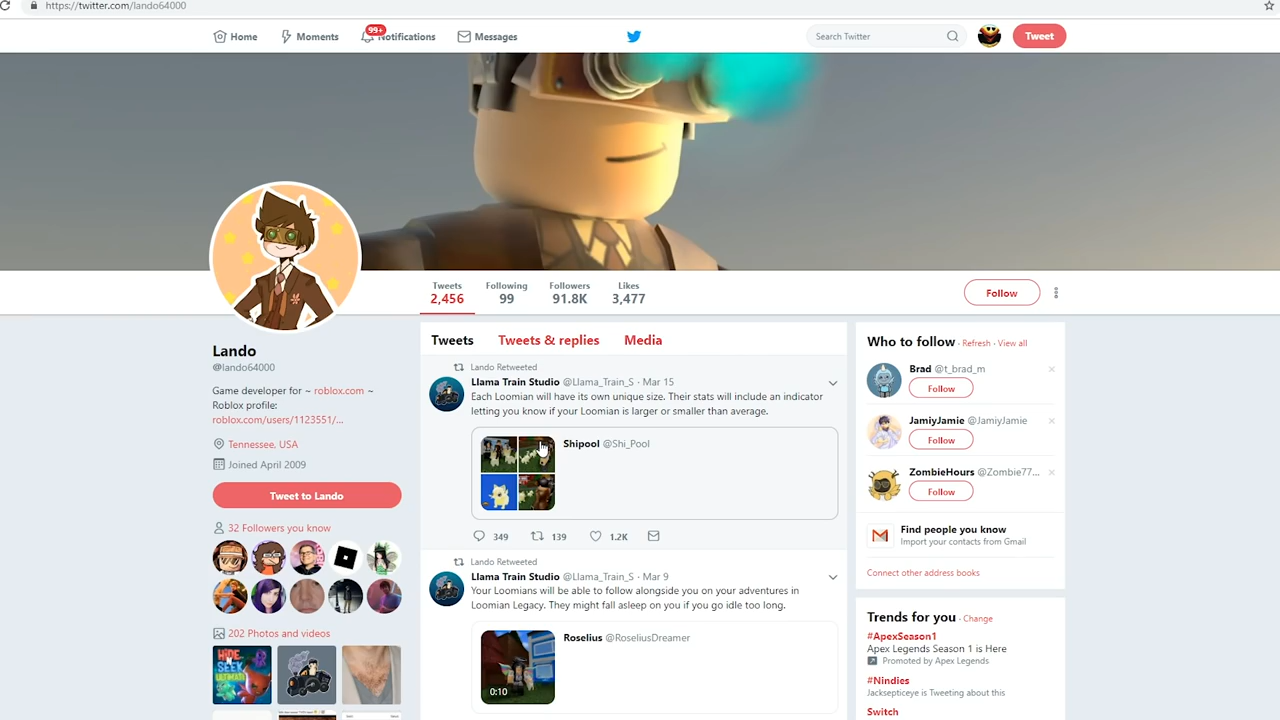 https://twitter.com/lando64000
Home
Moments
99+
Notifications
Messages
Search Twitter
Tweet
Tweets
2,456
Following
99
Followers
91.8K
Likes
3,477
Follow
Lando
@lando64000
Game developer for ~ roblox.com ~
Roblox profile:
roblox.com/users/1123551/...
Tennessee, USA
Joined April 2009
Tweet to Lando
32 Followers you know
202 Photos and videos
HIDE
SEEK
ULTIMATE
Tweets Tweets & replies Media
Lando Retweeted
Llama Train Studio @Llama_Train_S · Mar 15
Each Loomian will have its own unique size. Their stats will include an indicator
letting you know if your Loomian is larger or smaller than average.
Shipool @Shi_Pool
349 139 1.2K
Lando Retweeted
Llama Train Studio @Llama_Train_S · Mar 9
Your Loomians will be able to follow alongside you on your adventures in
Loomian Legacy. They might fall asleep on you if you go idle too long.
Roselius @RoseliusDreamer
0:10
Who to follow · Refresh · View all
Brad @t_brad_m
Follow
JamiyJamie @JamiyJamie
Follow
ZombieHours @Zombie77...
Follow
Find people you know
Import your contacts from Gmail
Connect other address books
Trends for you · Change
#ApexSeason1
Apex Legends Season 1 is Here
Promoted by Apex Legends
#Nindies
Jacksepticeye is Tweeting about this
Switch